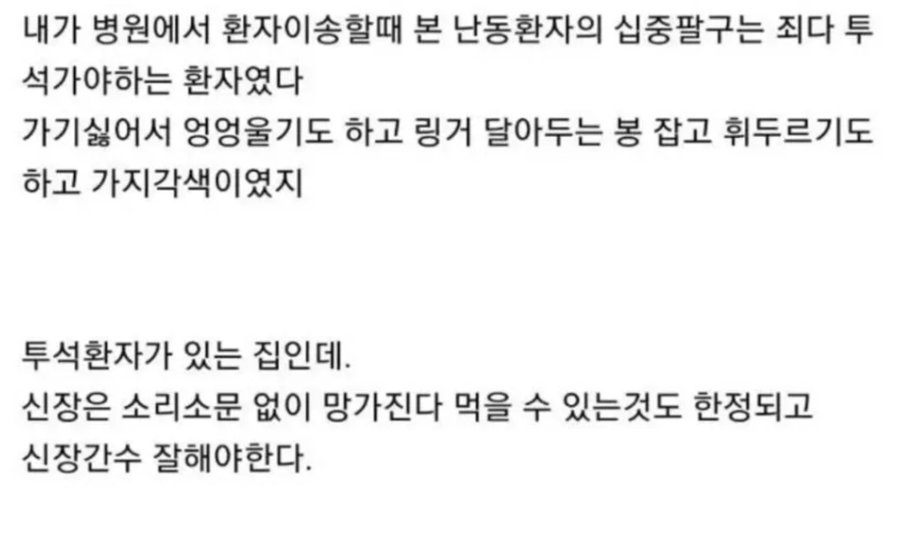 내가 병원에서 환자이송할때 본 난동환자의 십중팔구는 죄다 투
석가야하는 환자였다
가기싫어서 엉엉울기도 하고 링거 달아두는 봉 잡고 휘두르기도
하고 가지각색이였지
투석환자가 있는 집인데.
신장은 소리소문 없이 망가진다 먹을 수 있는것도 한정되고
신장간수 잘해야한다.